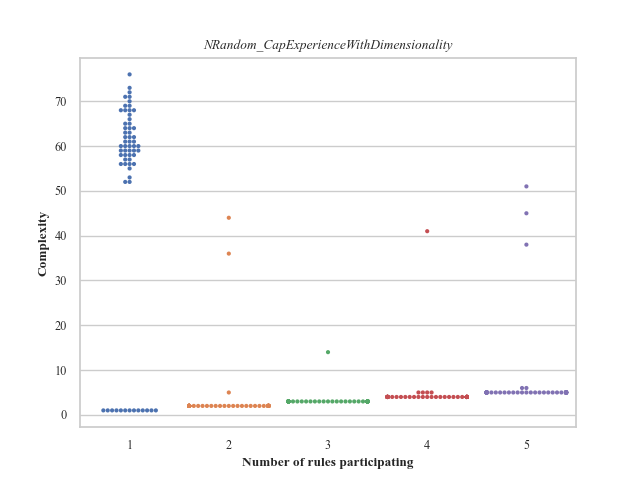 NRandom_CapExperienceWithDimensionality
Complexity
70
60
50
40
30
20
10
0
1 2 3 4 5
Number of rules participating